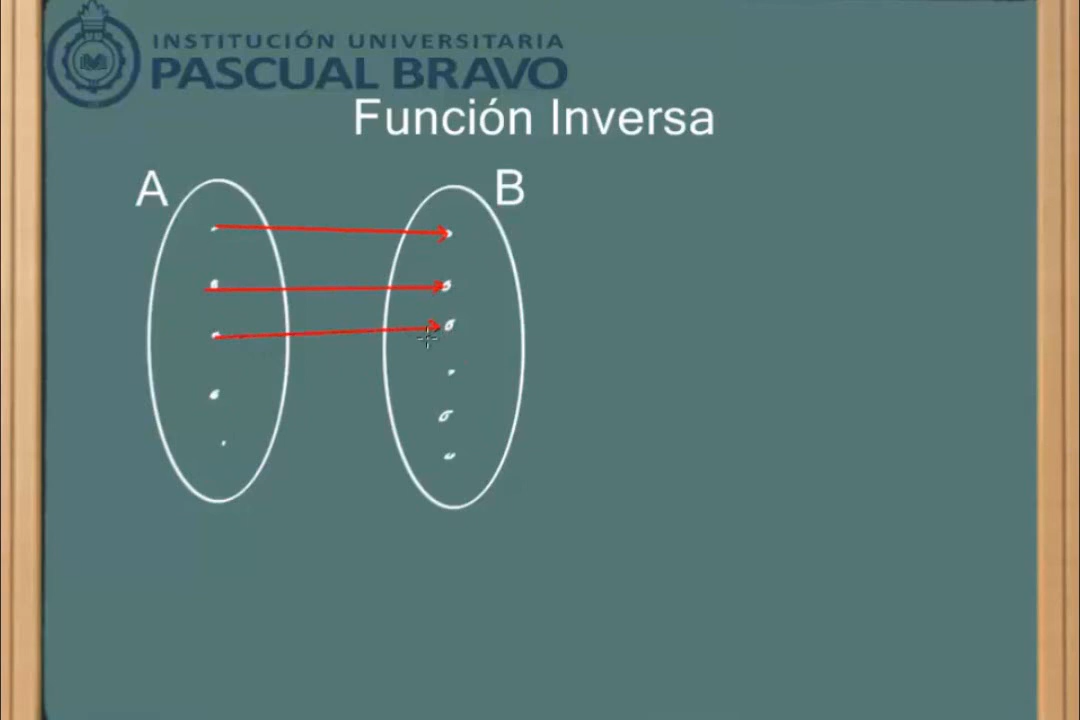 INSTITUCIÓN UNIVERSITARIA
PASCUAL BRAVO
Función Inversa
A
B